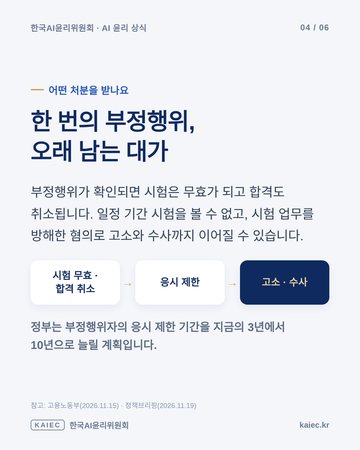 한국AI윤리위원회 · AI 윤리 상식
04 / 06
어떤 처분을 받나요
한 번의 부정행위,
오래 남는 대가
부정행위가 확인되면 시험은 무효가 되고 합격도
취소됩니다. 일정 기간 시험을 볼 수 없고, 시험 업무를
방해한 혐의로 고소와 수사까지 이어질 수 있습니다.
시험 무효 ·
합격 취소
→
응시 제한
→
고소 · 수사
정부는 부정행위자의 응시 제한 기간을 지금의 3년에서
10년으로 늘릴 계획입니다.
참고: 고용노동부(2026.11.15) · 정책브리핑(2026.11.19)
KAIEC 한국AI윤리위원회
kaiec.kr